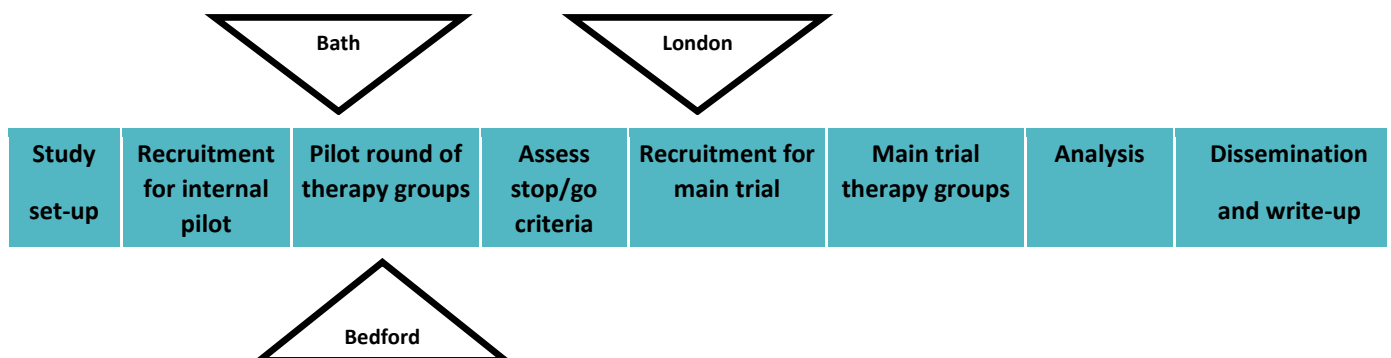 Bath
London
Study
set-up
Recruitment
for internal
pilot
Pilot round of
therapy groups
Assess
stop/go
criteria
Recruitment for
main trial
Main trial
therapy groups
Analysis
Dissemination
and write-up
Bedford